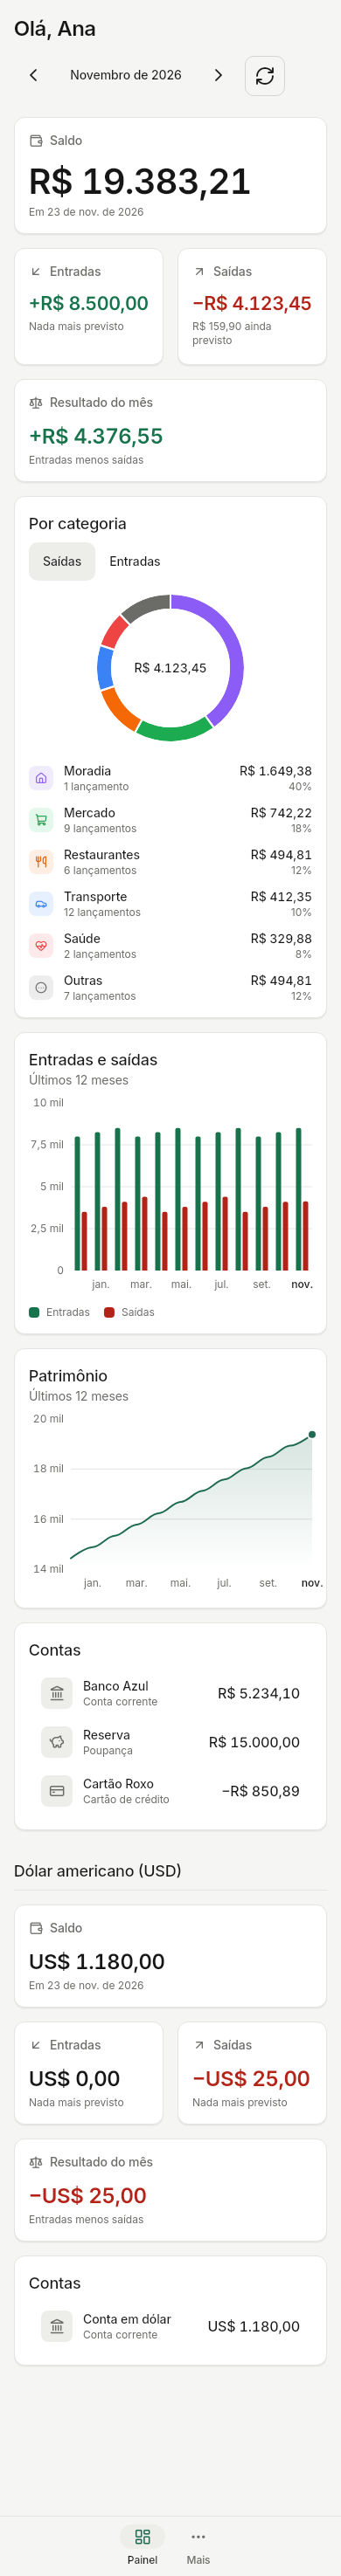 Olá, Ana
Novembro de 2026
Saldo
R$ 19.383,21
Em 23 de nov. de 2026
Entradas
+R$ 8.500,00
Nada mais previsto
Saídas
−R$ 4.123,45
R$ 159,90 ainda
previsto
Resultado do mês
+R$ 4.376,55
Entradas menos saídas
Por categoria
Saídas Entradas
R$ 4.123,45
Moradia R$ 1.649,38
1 lançamento 40%
Mercado R$ 742,22
9 lançamentos 18%
Restaurantes R$ 494,81
6 lançamentos 12%
Transporte R$ 412,35
12 lançamentos 10%
Saúde R$ 329,88
2 lançamentos 8%
Outras R$ 494,81
7 lançamentos 12%
Entradas e saídas
Últimos 12 meses
10 mil
7,5 mil
5 mil
2,5 mil
0
jan. mar. mai. jul. set. nov.
Entradas Saídas
Patrimônio
Últimos 12 meses
20 mil
18 mil
16 mil
14 mil
jan. mar. mai. jul. set. nov.
Contas
Banco Azul R$ 5.234,10
Conta corrente
Reserva R$ 15.000,00
Poupança
Cartão Roxo −R$ 850,89
Cartão de crédito
Dólar americano (USD)
Saldo
US$ 1.180,00
Em 23 de nov. de 2026
Entradas
US$ 0,00
Nada mais previsto
Saídas
−US$ 25,00
Nada mais previsto
Resultado do mês
−US$ 25,00
Entradas menos saídas
Contas
Conta em dólar US$ 1.180,00
Conta corrente
Painel Mais